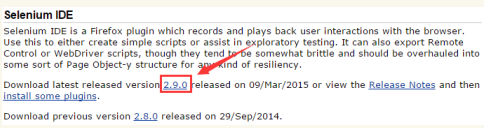 Selenium IDE
Selenium IDE is a Firefox plugin which records and plays back user interactions with the browser.
Use this to either create simple scripts or assist in exploratory testing. It can also export Remote
Control or WebDriver scripts, though they tend to be somewhat brittle and should be overhauled into
some sort of Page Object-y structure for any kind of resiliency.
Download latest released version 2.9.0 released on 09/Mar/2015 or view the Release Notes and then
install some plugins.
Download previous version 2.8.0 released on 29/Sep/2014.